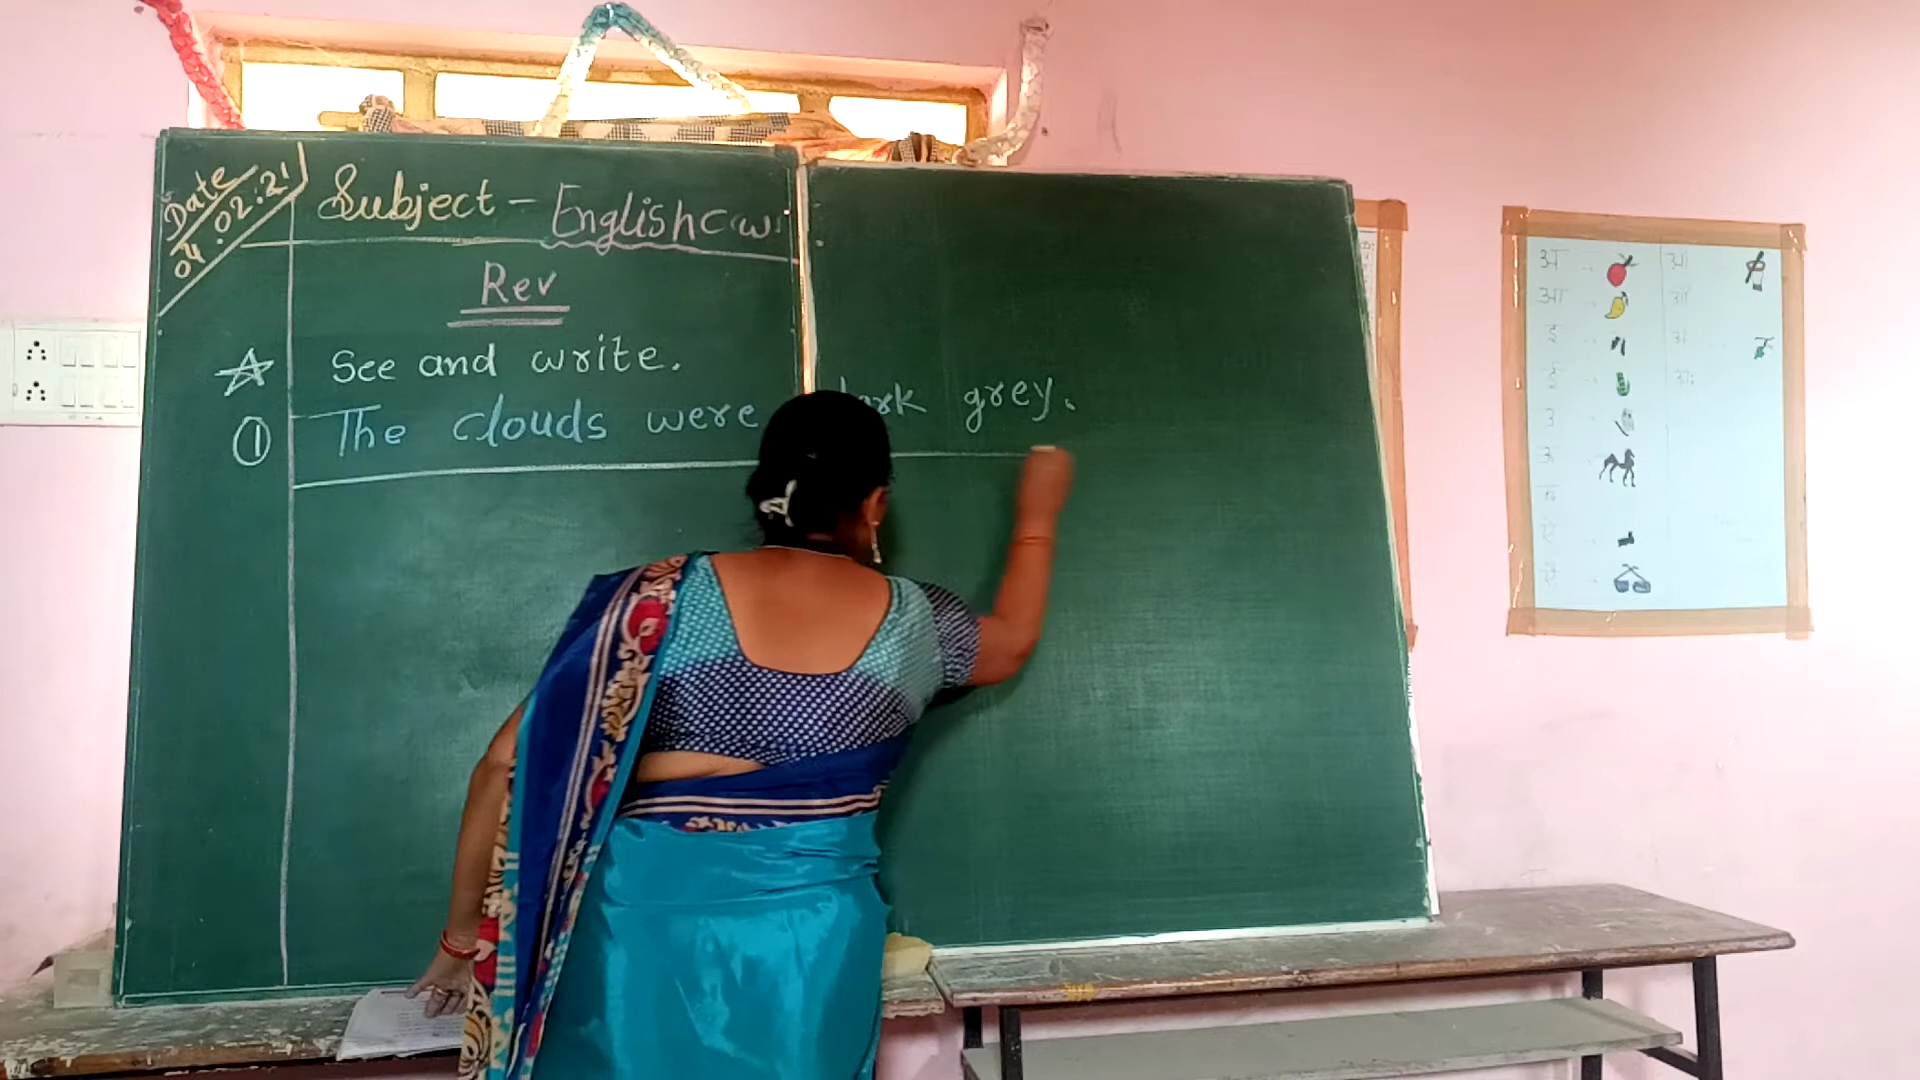 Date
04.02.21
Subject - English cw
Rev
See and write.
① The clouds were dark grey.
अ
आ
इ
ई
उ
ऊ
ऋ
ए
ऐ
ओ
औ
अं
अः